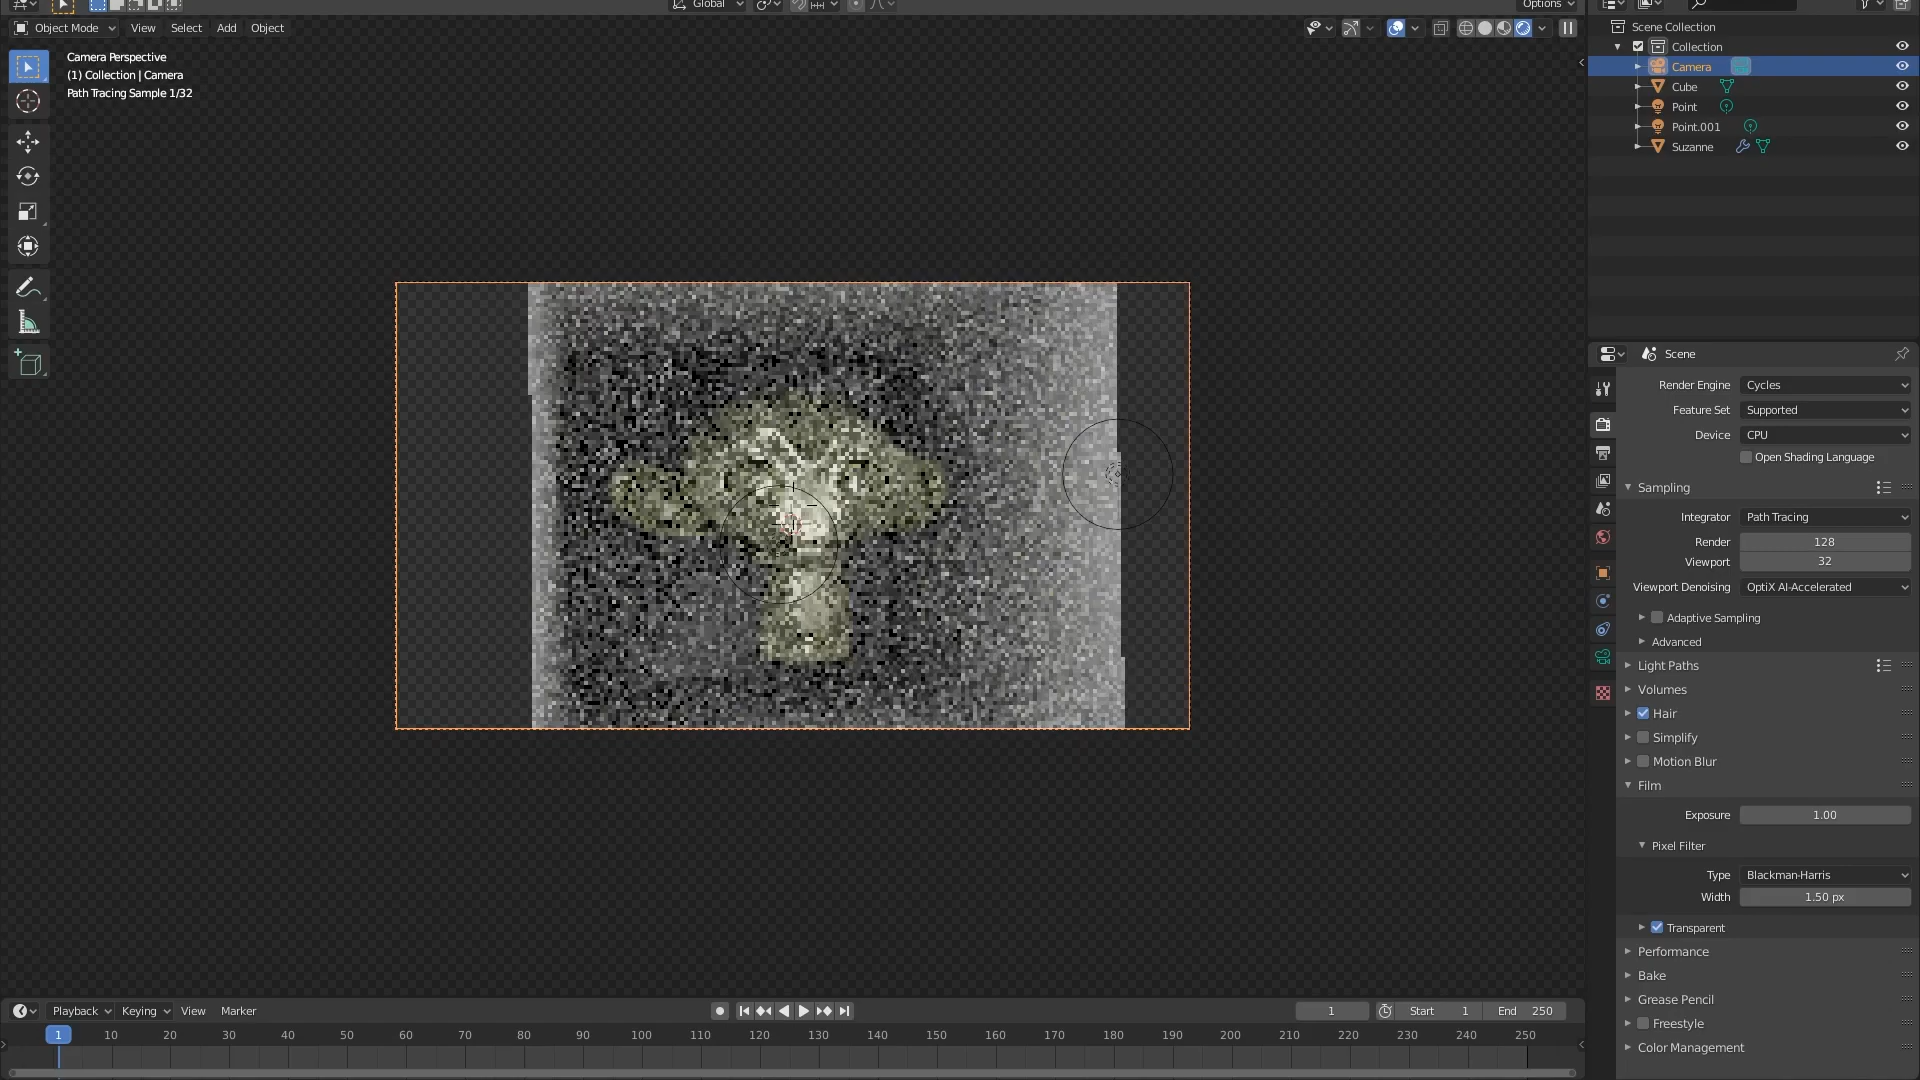 Global
Options
Object Mode
View
Select
Add
Object
Camera Perspective
(1) Collection | Camera
Path Tracing Sample 1/32
Scene Collection
Collection
Camera
Cube
Point
Point.001
Suzanne
Scene
Render Engine Cycles
Feature Set Supported
Device CPU
Open Shading Language
Sampling
Integrator Path Tracing
Render 128
Viewport 32
Viewport Denoising OptiX AI-Accelerated
Adaptive Sampling
Advanced
Light Paths
Volumes
Hair
Simplify
Motion Blur
Film
Exposure 1.00
Pixel Filter
Type Blackman-Harris
Width 1.50 px
Transparent
Performance
Bake
Grease Pencil
Freestyle
Color Management
Playback Keying View Marker
1 Start 1 End 250
1 10 20 30 40 50 60 70 80 90 100 110 120 130 140 150 160 170 180 190 200 210 220 230 240 250